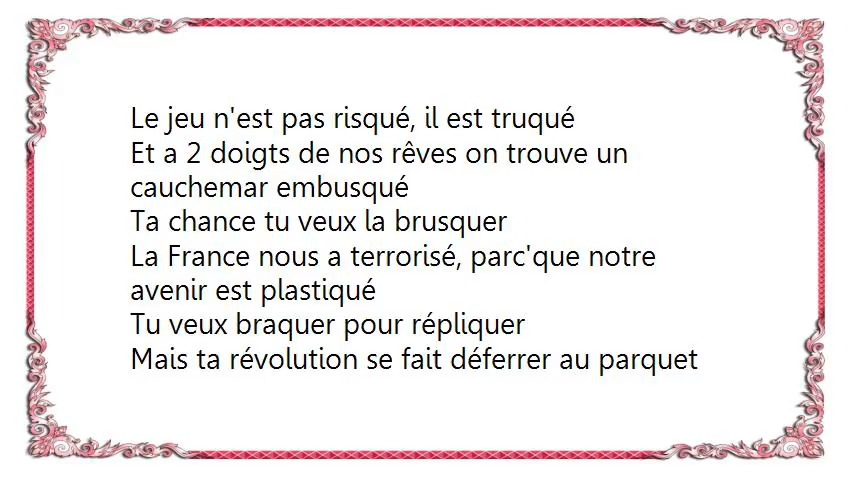 Le jeu n'est pas risqué, il est truqué
Et a 2 doigts de nos rêves on trouve un
cauchemar embusqué
Ta chance tu veux la brusquer
La France nous a terrorisé, parc'que notre
avenir est plastiqué
Tu veux braquer pour répliquer
Mais ta révolution se fait déferrer au parquet